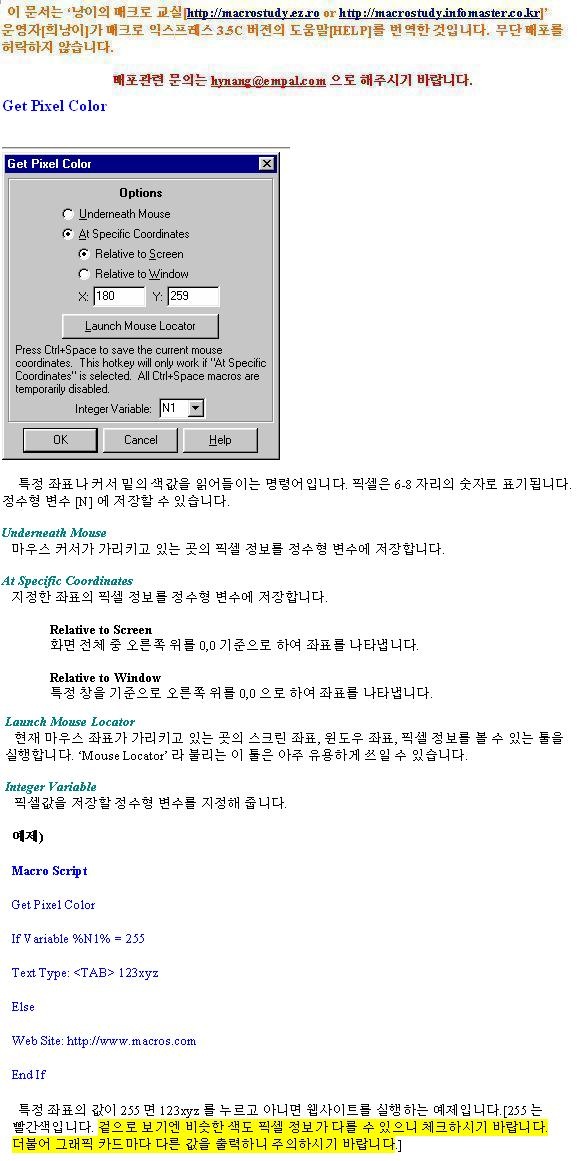 이 문서는 ‘낭이의 매크로 교실[http://macrostudy.ez.ro or http://macrostudy.infomaster.co.kr]’
운영자[희낭이]가 매크로 익스프레스 3.5C 버젼의 도움말[HELP]를 번역한 것입니다. 무단 배포를
허락하지 않습니다.
배포관련 문의는 hynang@empal.com 으로 해주시기 바랍니다.
Get Pixel Color
Get Pixel Color
Options
Underneath Mouse
At Specific Coordinates
Relative to Screen
Relative to Window
X: 180 Y: 259
Launch Mouse Locator
Press Ctrl+Space to save the current mouse
coordinates. This hotkey will only work if "At Specific
Coordinates" is selected. All Ctrl+Space macros are
temporarily disabled.
Integer Variable: N1
OK Cancel Help
특정 좌표나 커서 밑의 색값을 읽어들이는 명령어입니다. 픽셀은 6-8 자리의 숫자로 표기됩니다.
정수형 변수 [N] 에 저장할 수 있습니다.
Underneath Mouse
마우스 커서가 가리키고 있는 곳의 픽셀 정보를 정수형 변수에 저장합니다.
At Specific Coordinates
지정한 좌표의 픽셀 정보를 정수형 변수에 저장합니다.
Relative to Screen
화면 전체 중 오른쪽 위를 0,0 기준으로 하여 좌표를 나타냅니다.
Relative to Window
특정 창을 기준으로 오른쪽 위를 0,0 으로 하여 좌표를 나타냅니다.
Launch Mouse Locator
현재 마우스 좌표가 가리키고 있는 곳의 스크린 좌표, 윈도우 좌표, 픽셀 정보를 볼 수 있는 툴을
실행합니다. ‘Mouse Locator’ 라 불리는 이 툴은 아주 유용하게 쓰일 수 있습니다.
Integer Variable
픽셀값을 저장할 정수형 변수를 지정해 줍니다.
예제)
Macro Script
Get Pixel Color
If Variable %N1% = 255
Text Type: <TAB> 123xyz
Else
Web Site: http://www.macros.com
End If
특정 좌표의 값이 255 면 123xyz 를 누르고 아니면 웹사이트를 실행하는 예제입니다.[255 는
빨간색입니다. 겉으로 보기엔 비슷한 색도 픽셀 정보가 다를 수 있으니 체크하시기 바랍니다.
더불어 그래픽 카드마다 다른 값을 출력하니 주의하시기 바랍니다.]